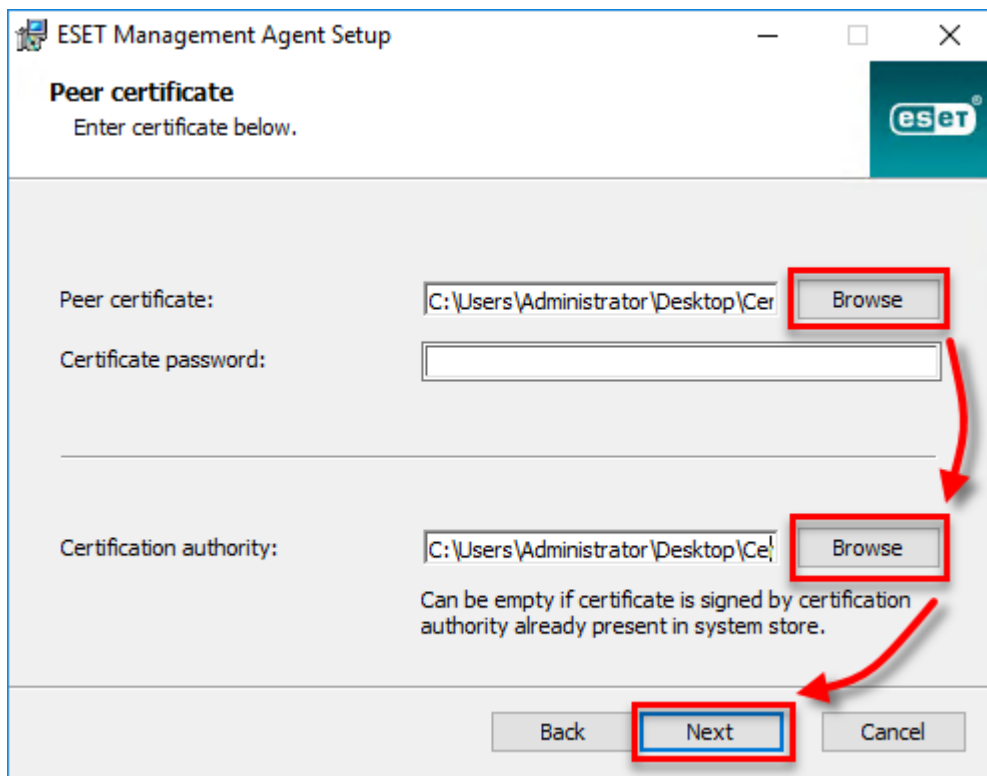 ESET Management Agent Setup
Peer certificate
Enter certificate below.
eset®
Peer certificate:
C:\Users\Administrator\Desktop\Cer
Browse
Certificate password:
Certification authority:
C:\Users\Administrator\Desktop\Ce
Browse
Can be empty if certificate is signed by certification
authority already present in system store.
Back
Next
Cancel